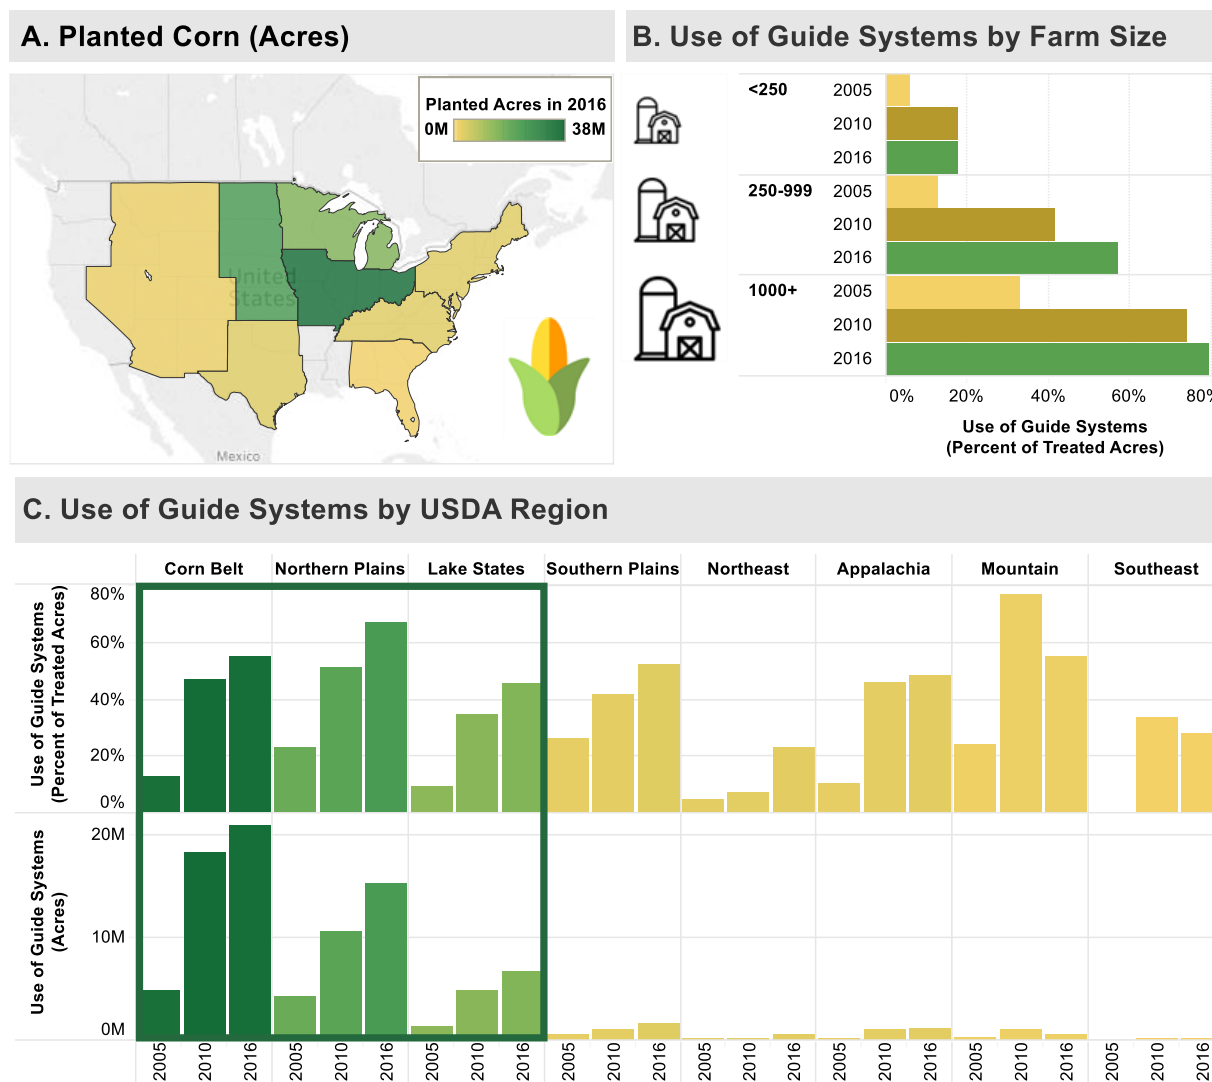 A. Planted Corn (Acres)
B. Use of Guide Systems by Farm Size
Planted Acres in 2016
0M 38M
United
States
Mexico
<250 2005
2010
2016
250-999 2005
2010
2016
1000+ 2005
2010
2016
0% 20% 40% 60% 80%
Use of Guide Systems
(Percent of Treated Acres)
C. Use of Guide Systems by USDA Region
Corn Belt Northern Plains Lake States Southern Plains Northeast Appalachia Mountain Southeast
Use of Guide Systems
(Percent of Treated Acres)
80%
60%
40%
20%
0%
Use of Guide Systems
(Acres)
20M
10M
0M
2005 2010 2016 2005 2010 2016 2005 2010 2016 2005 2010 2016 2005 2010 2016 2005 2010 2016 2005 2010 2016 2005 2010 2016